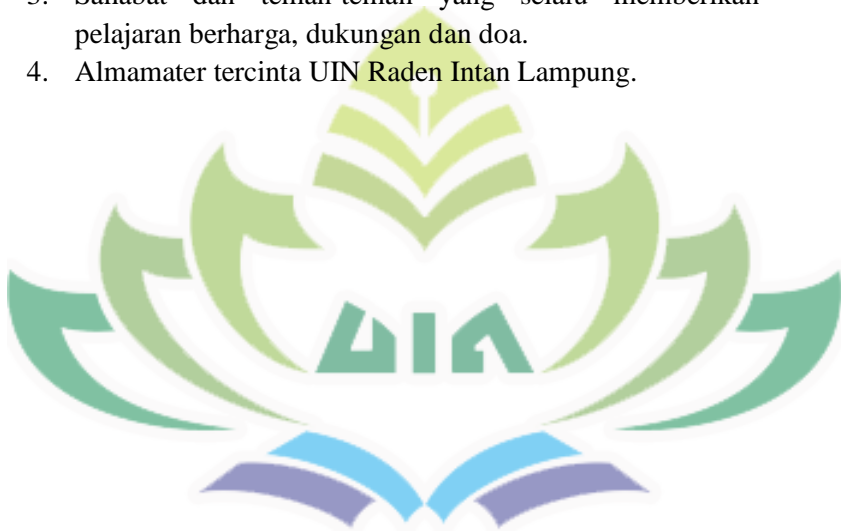 3. Sahabat dan teman-teman yang selalu memberikan
pelajaran berharga, dukungan dan doa.
4. Almamater tercinta UIN Raden Intan Lampung.
UIN